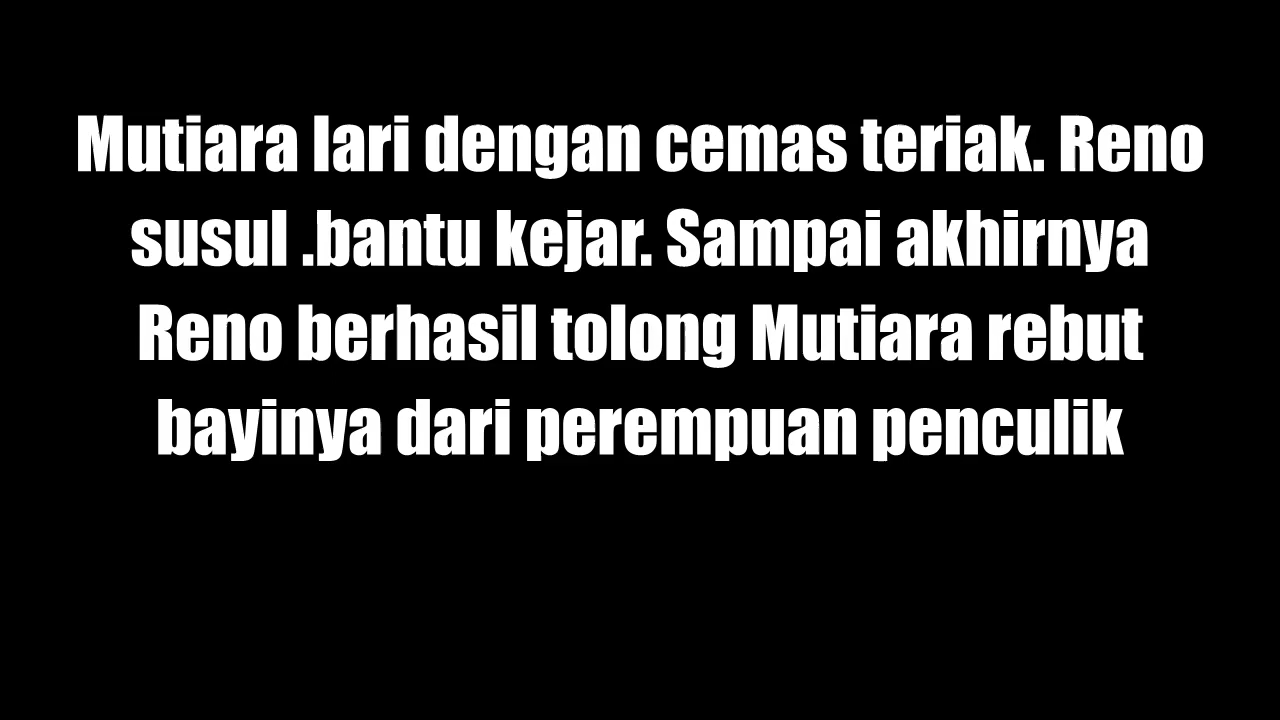 Mutiara lari dengan cemas teriak. Reno
susul .bantu kejar. Sampai akhirnya
Reno berhasil tolong Mutiara rebut
bayinya dari perempuan penculik